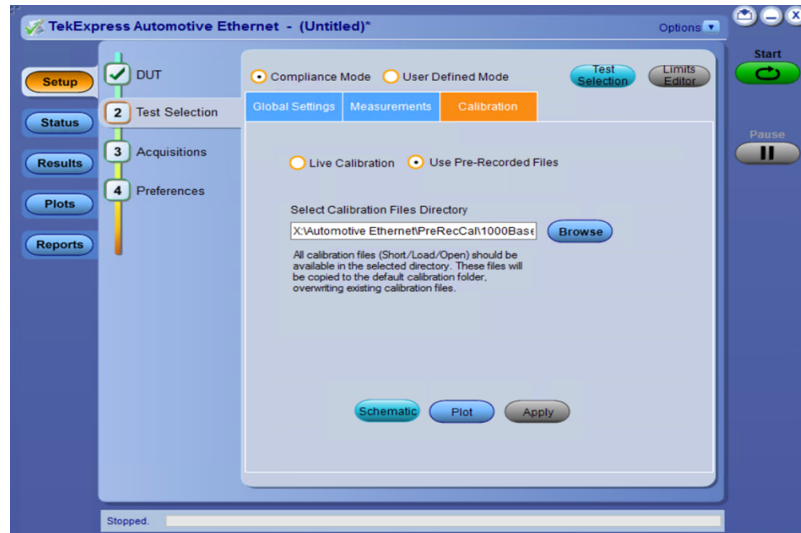 TekExpress Automotive Ethernet - (Untitled)*
Options
Start
Setup
DUT
Compliance Mode
User Defined Mode
Test Selection
Limits Editor
2 Test Selection
Global Settings
Measurements
Calibration
Status
Pause
3 Acquisitions
Results
Live Calibration
Use Pre-Recorded Files
4 Preferences
Plots
Select Calibration Files Directory
X:\Automotive Ethernet\PreRecCal\1000Base
Browse
Reports
All calibration files (Short/Load/Open) should be
available in the selected directory. These files will
be copied to the default calibration folder,
overwriting existing calibration files.
Schematic
Plot
Apply
Stopped.